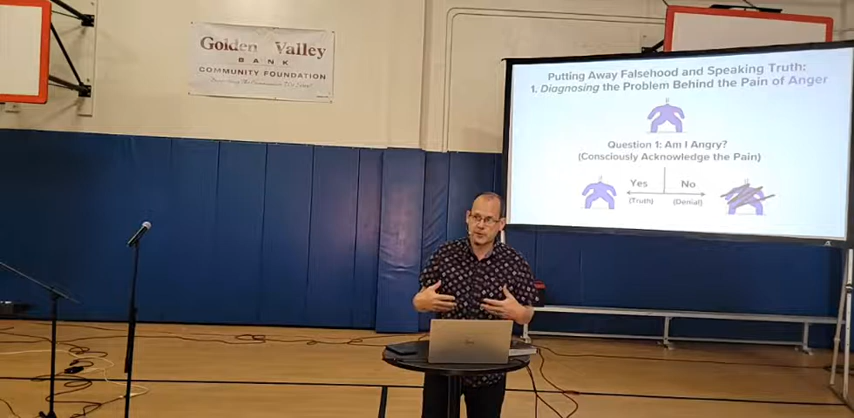 Golden Valley
BANK
COMMUNITY FOUNDATION
Putting Away Falsehood and Speaking Truth:
1. Diagnosing the Problem Behind the Pain of Anger
Question 1: Am I Angry?
(Consciously Acknowledge the Pain)
Yes No
(Truth) (Denial)
DELL